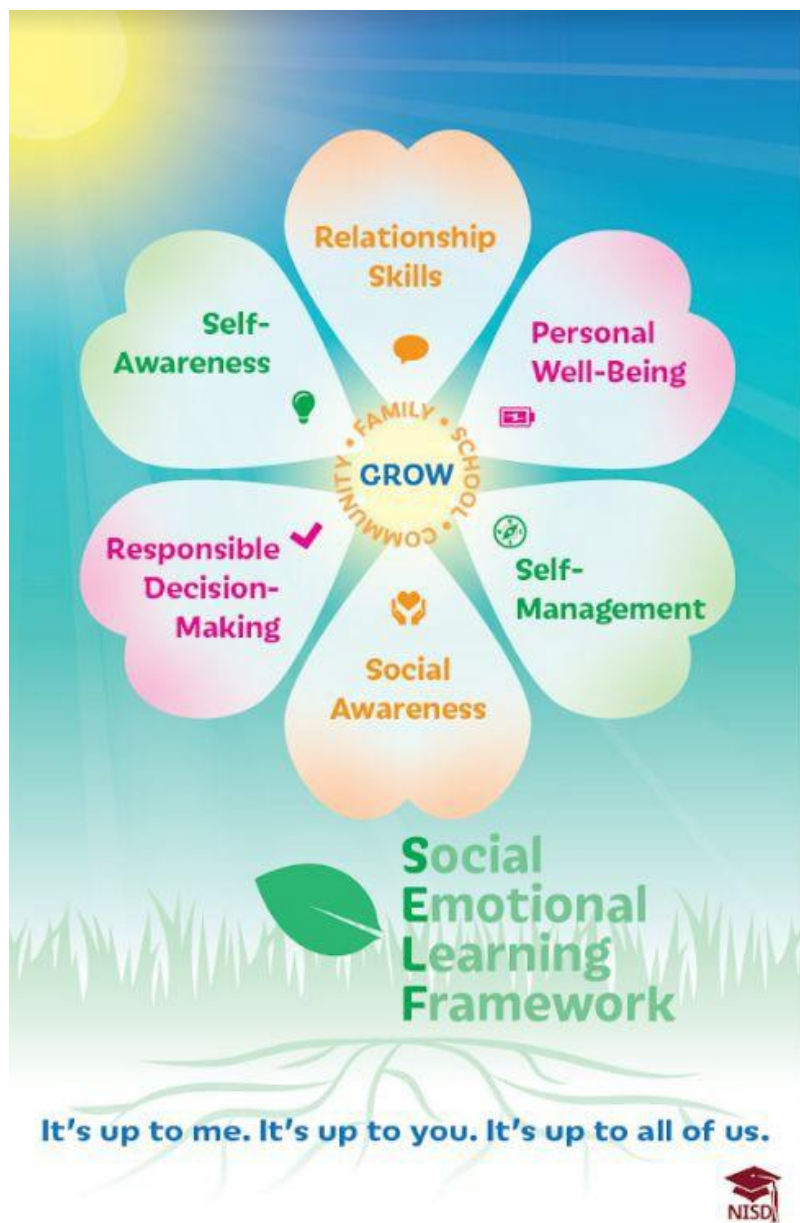 Relationship
Skills
Self-
Awareness
Personal
Well-Being
FAMILY • SCHOOL • COMMUNITY •
GROW
Responsible
Decision-
Making
Self-
Management
Social
Awareness
Social
Emotional
Learning
Framework
It's up to me. It's up to you. It's up to all of us.
NISD